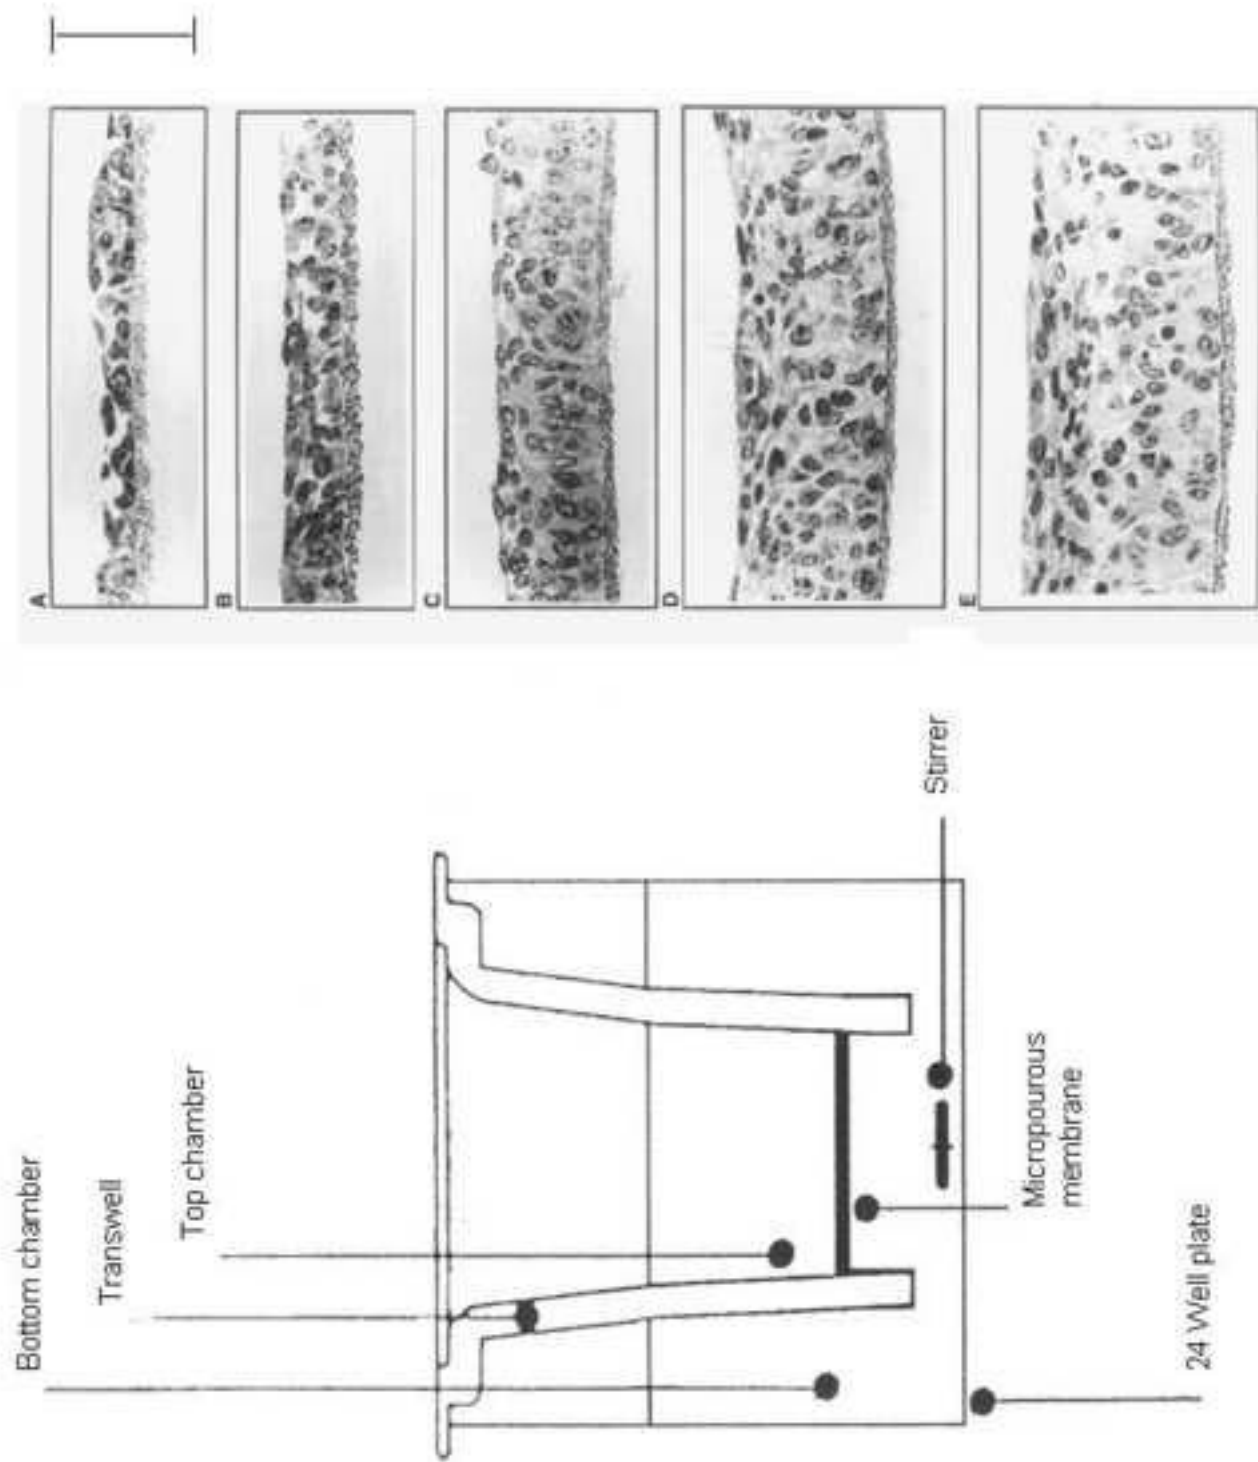 A
B
C
D
E
Bottom chamber
Transwell
Top chamber
Stirrer
Micropourous
membrane
24 Well plate